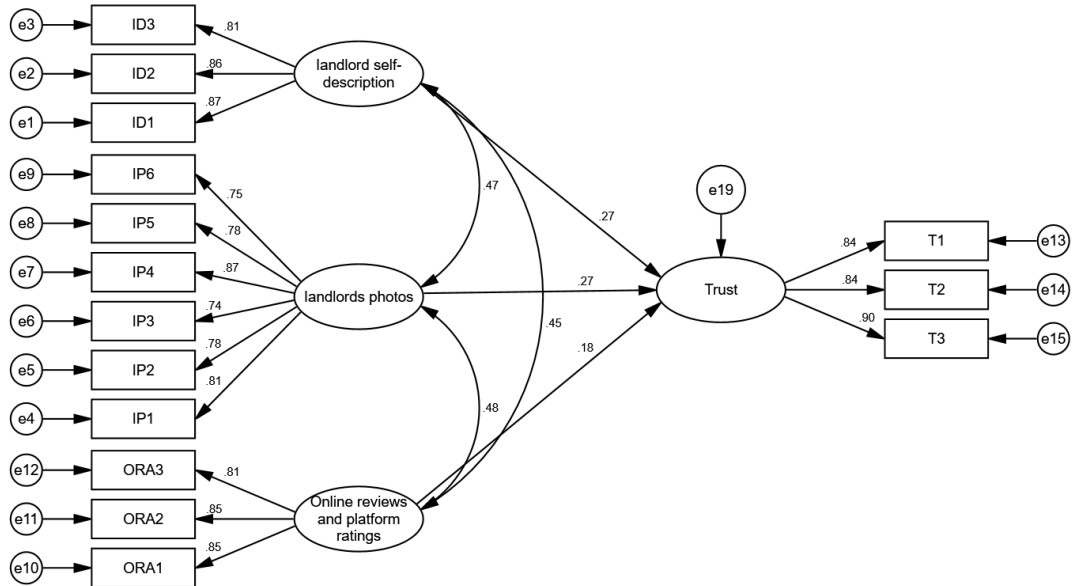 e3
ID3
.81
e2
ID2
.86
e1
ID1
.87
landlord self-
description
e9
IP6
.75
e8
IP5
.78
e7
IP4
.87
e6
IP3
.74
e5
IP2
.78
e4
IP1
.81
landlords photos
e12
ORA3
.81
e11
ORA2
.85
e10
ORA1
.85
Online reviews
and platform
ratings
.47
.45
.48
.27
.27
.18
e19
Trust
.84
T1
e13
.84
T2
e14
.90
T3
e15